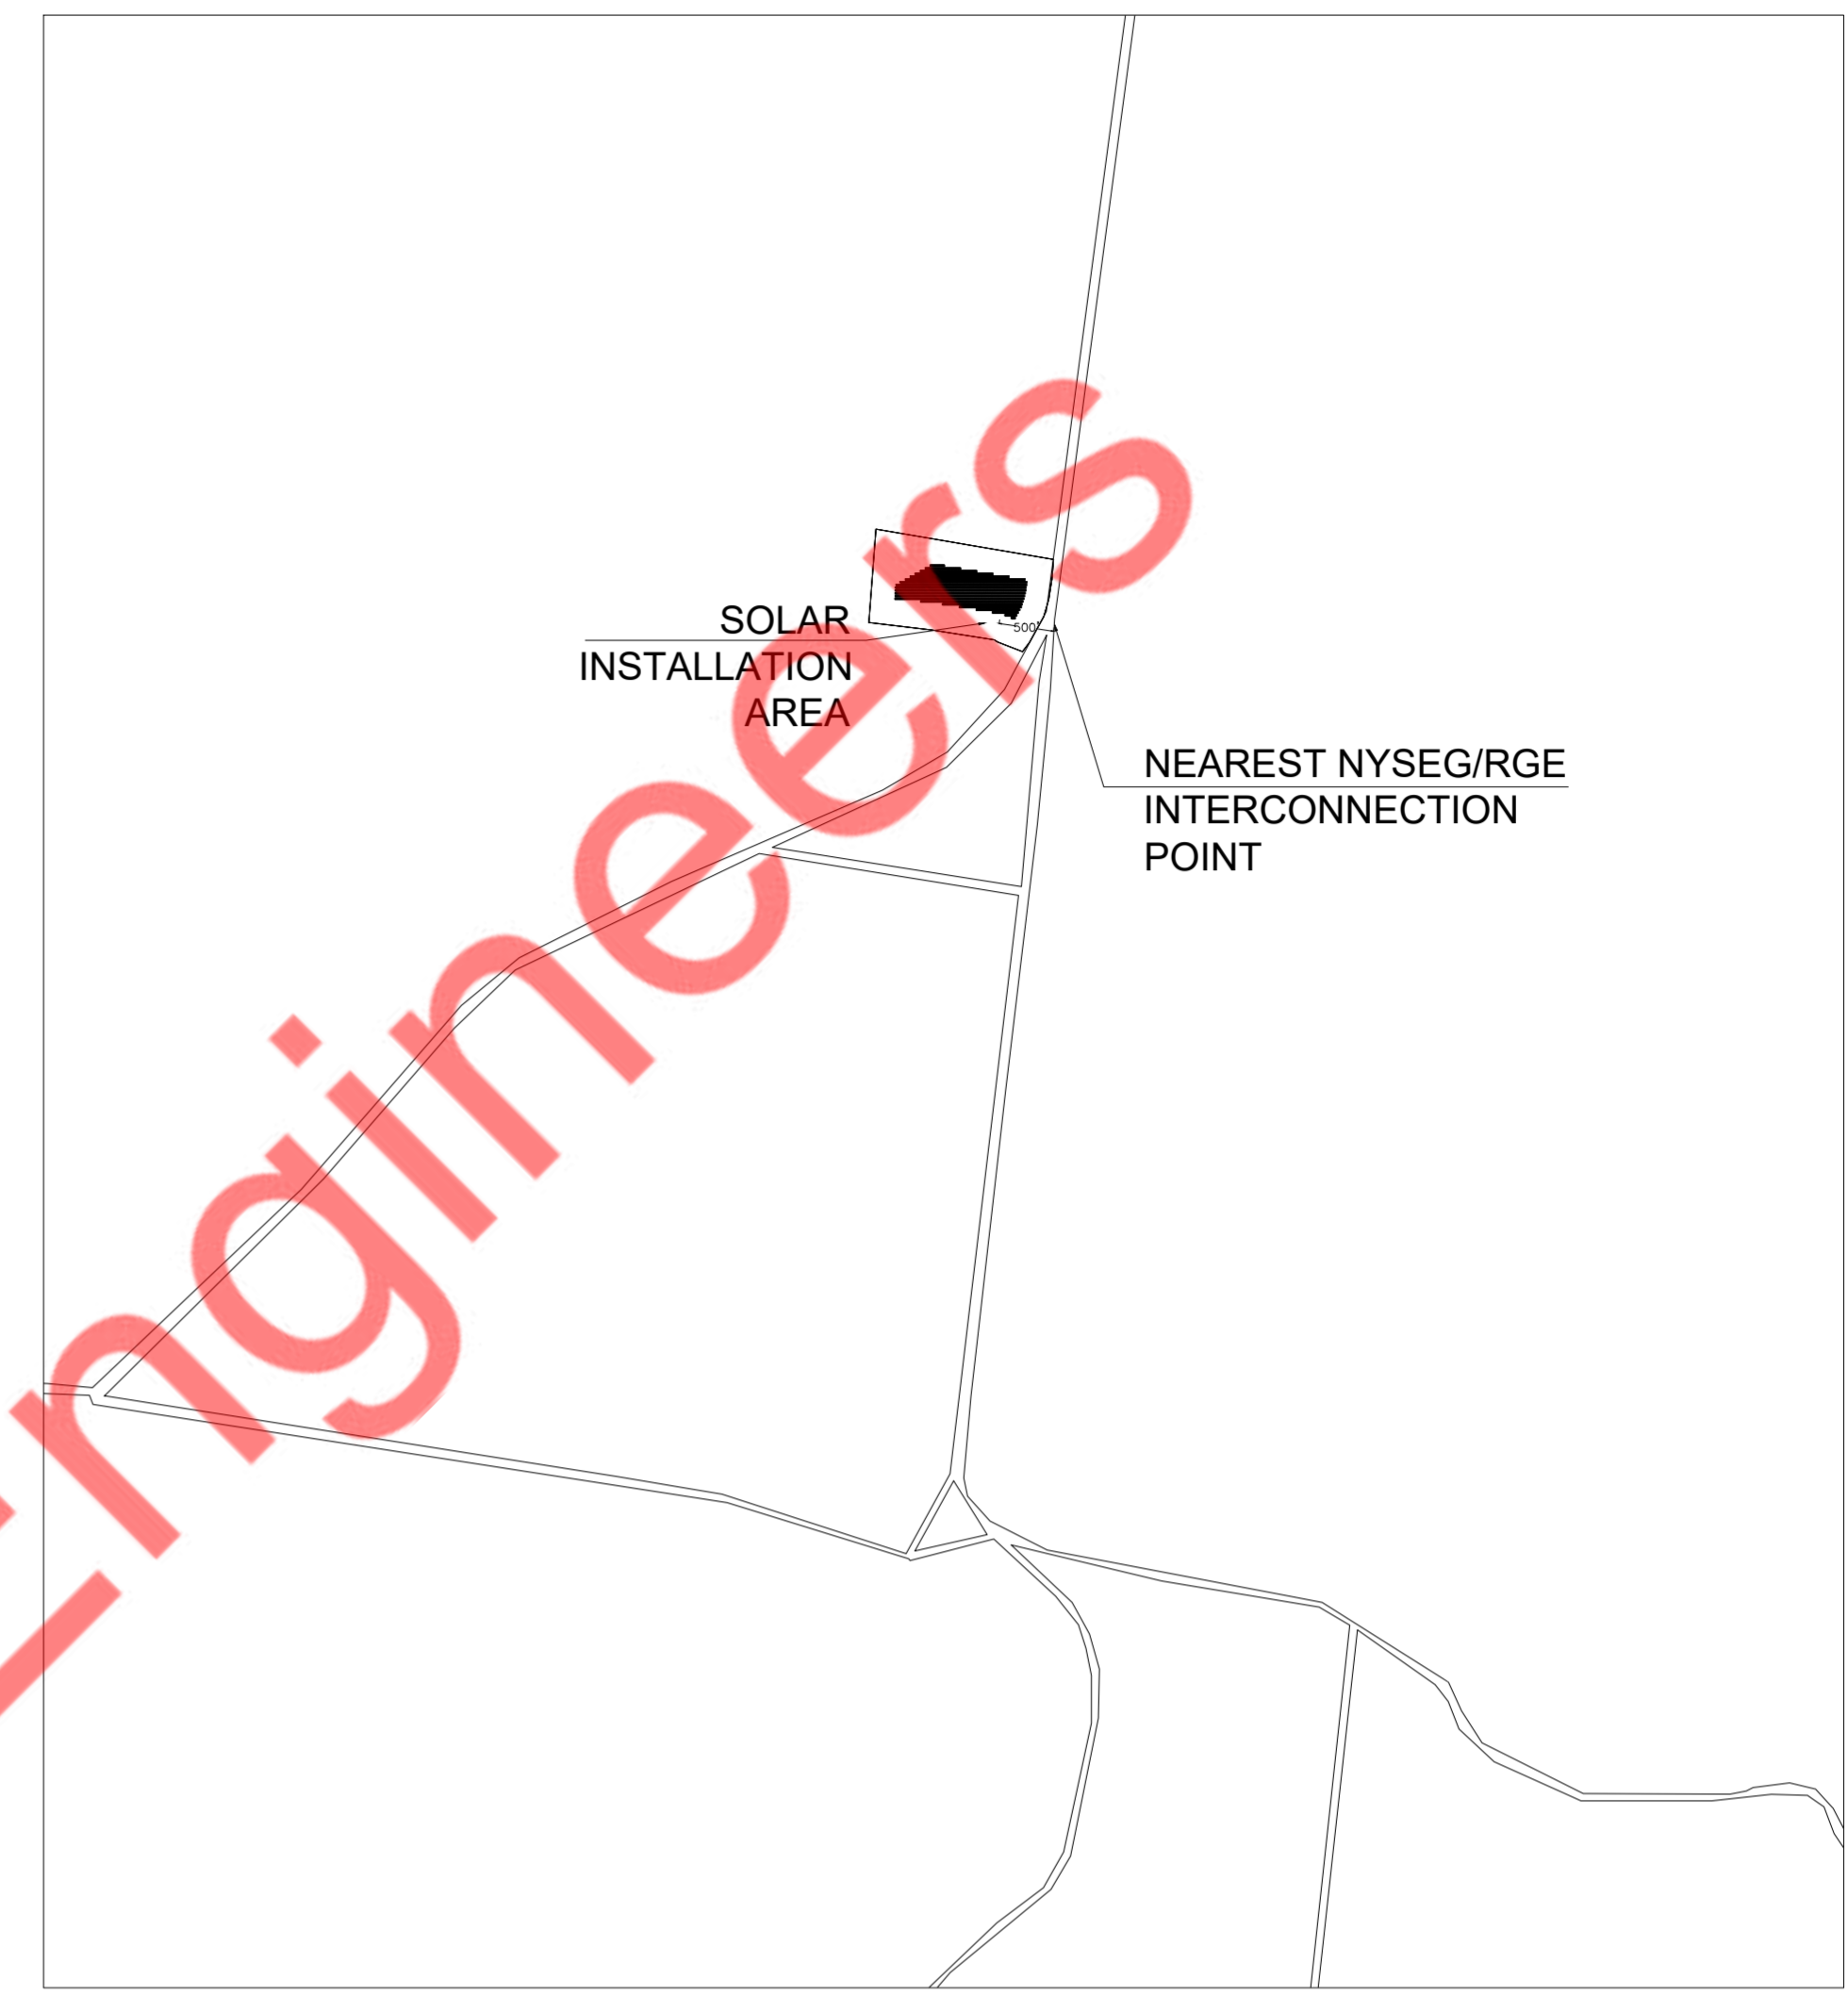 SOLAR
INSTALLATION
AREA
500'
NEAREST NYSEG/RGE
INTERCONNECTION
POINT
Engineers